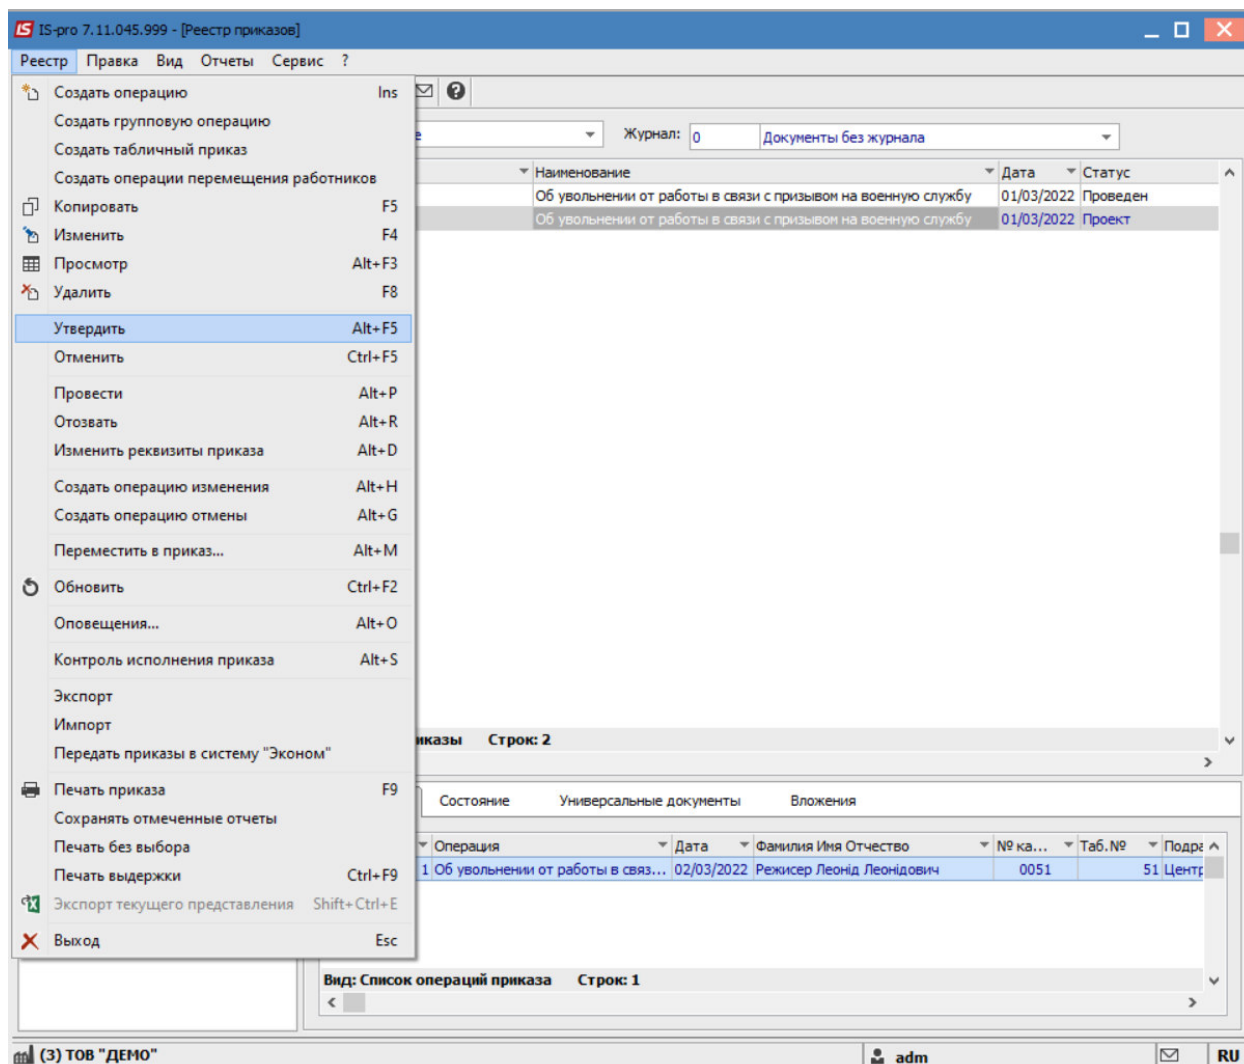 IS-pro 7.11.045.999 - [Реестр приказов]
Реестр Правка Вид Отчеты Сервис ?
Создать операцию Ins
Создать групповую операцию
Создать табличный приказ
Создать операции перемещения работников
Копировать F5
Изменить F4
Просмотр Alt+F3
Удалить F8
Утвердить Alt+F5
Отменить Ctrl+F5
Провести Alt+P
Отозвать Alt+R
Изменить реквизиты приказа Alt+D
Создать операцию изменения Alt+H
Создать операцию отмены Alt+G
Переместить в приказ... Alt+M
Обновить Ctrl+F2
Оповещения... Alt+O
Контроль исполнения приказа Alt+S
Экспорт
Импорт
Передать приказы в систему "Эконом"
Печать приказа F9
Сохранять отмеченные отчеты
Печать без выбора
Печать выдержки Ctrl+F9
Экспорт текущего представления Shift+Ctrl+E
Выход Esc
Журнал: 0 Документы без журнала
Наименование Дата Статус
Об увольнении от работы в связи с призывом на военную службу 01/03/2022 Проведен
Об увольнении от работы в связи с призывом на военную службу 01/03/2022 Проект
иказы Строк: 2
Состояние Универсальные документы Вложения
Операция Дата Фамилия Имя Отчество № ка... Таб.№ Подра
1 Об увольнении от работы в связ... 02/03/2022 Режисер Леонід Леонідович 0051 51 Центр
Вид: Список операций приказа Строк: 1
(3) ТОВ "ДЕМО" adm RU